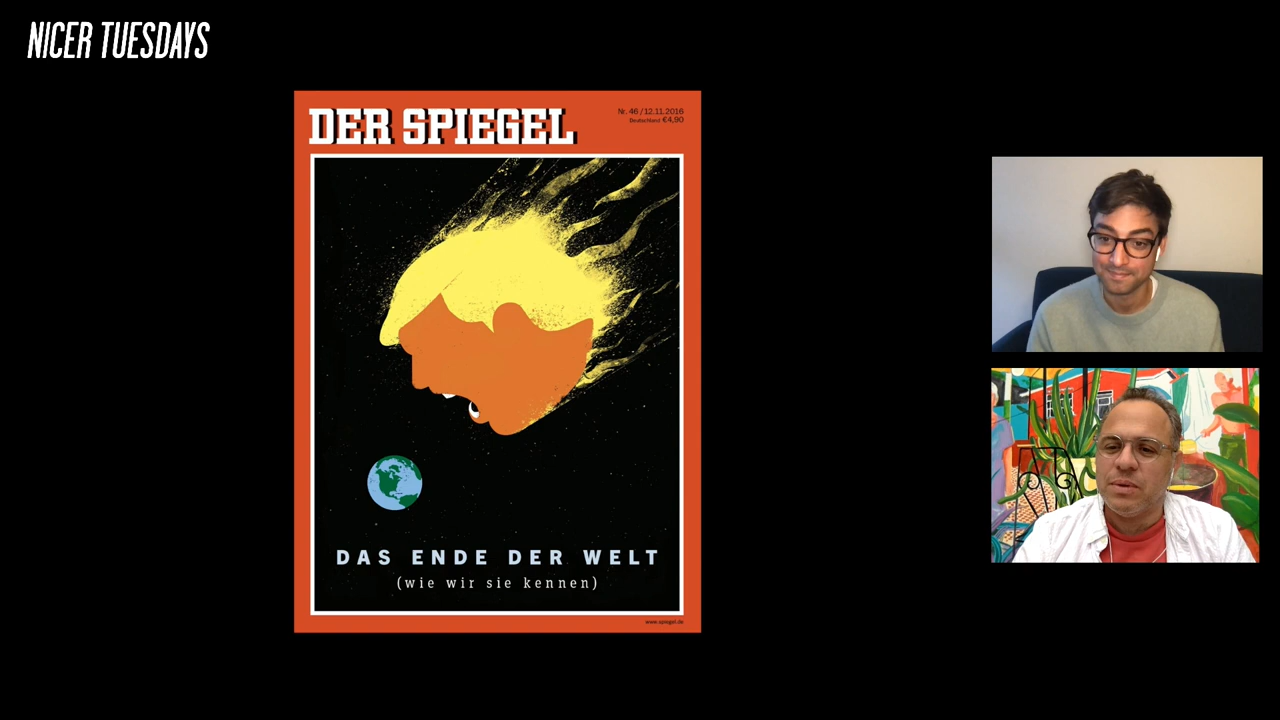 NICER TUESDAYS
DER SPIEGEL
Nr. 46 / 12.11.2016
Deutschland €4,90
DAS ENDE DER WELT
(wie wir sie kennen)
www.spiegel.de